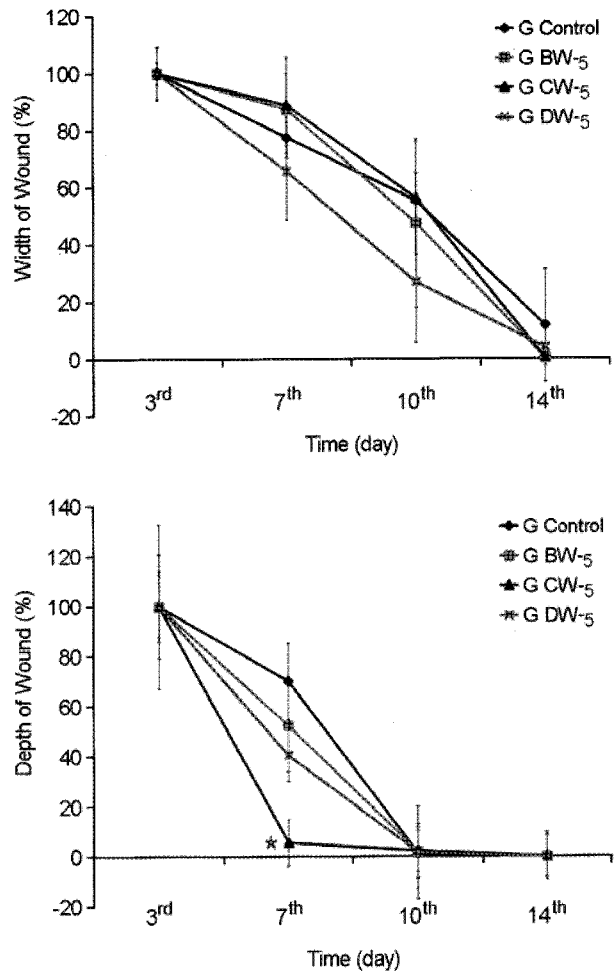 120
100
80
60
40
20
0
-20
Width of Wound (%)
G Control
G BW-5
G CW-5
G DW-5
3rd 7th 10th 14th
Time (day)
140
120
100
80
60
40
20
0
-20
Depth of Wound (%)
G Control
G BW-5
G CW-5
G DW-5
3rd 7th 10th 14th
Time (day)